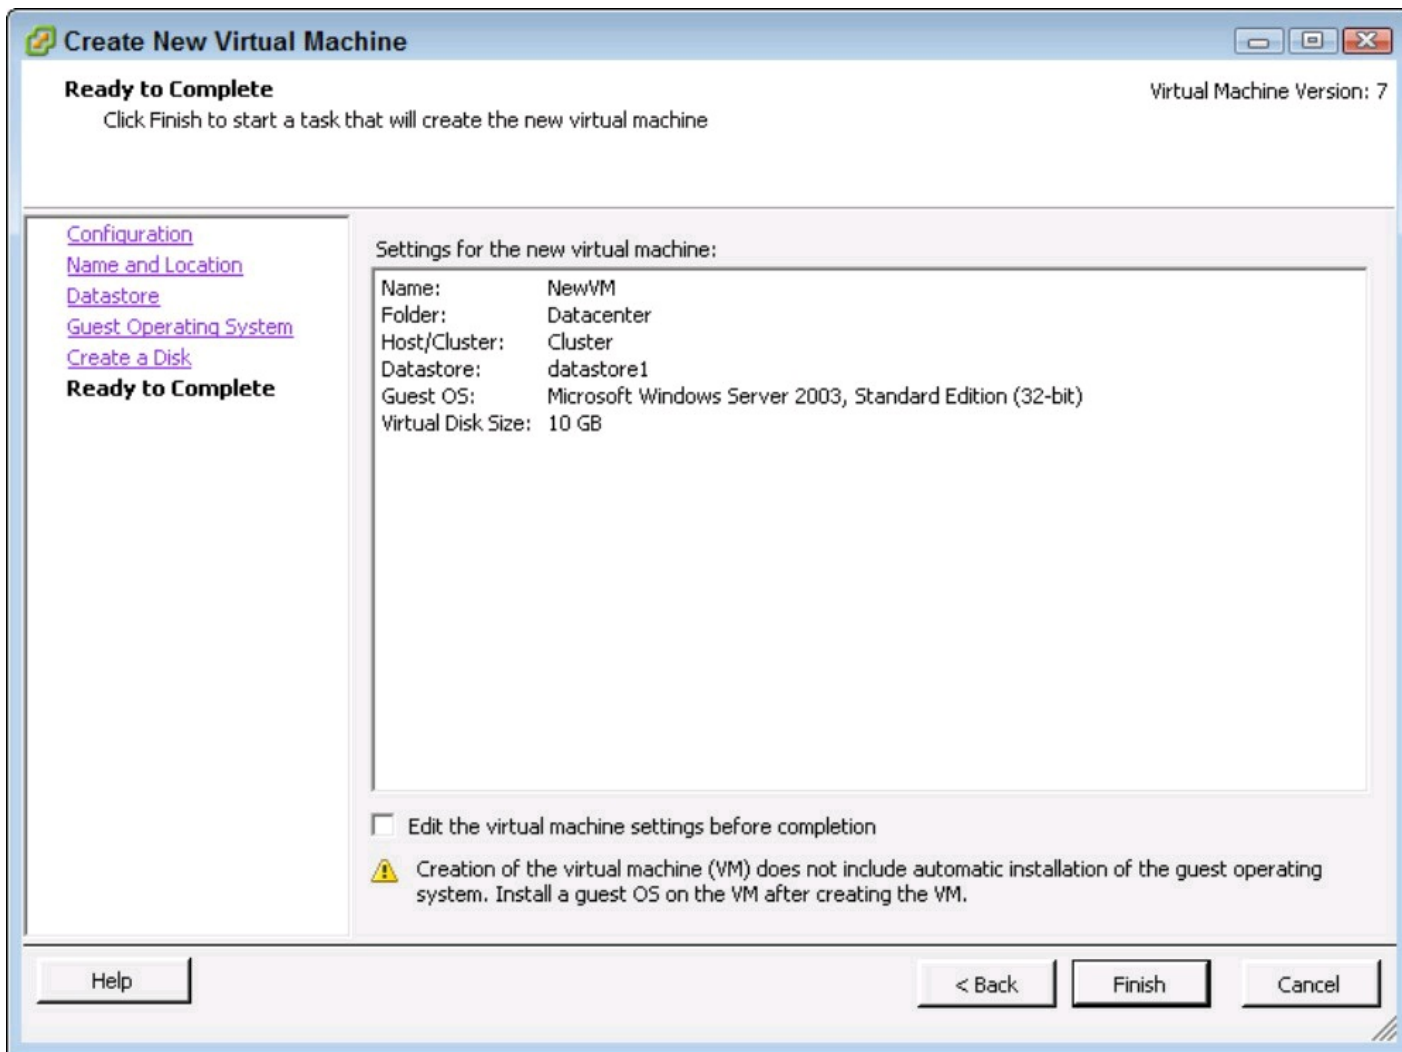 Create New Virtual Machine
Ready to Complete
Virtual Machine Version: 7
Click Finish to start a task that will create the new virtual machine
Configuration
Name and Location
Datastore
Guest Operating System
Create a Disk
Ready to Complete
Settings for the new virtual machine:
Name: NewVM
Folder: Datacenter
Host/Cluster: Cluster
Datastore: datastore1
Guest OS: Microsoft Windows Server 2003, Standard Edition (32-bit)
Virtual Disk Size: 10 GB
Edit the virtual machine settings before completion
Creation of the virtual machine (VM) does not include automatic installation of the guest operating
system. Install a guest OS on the VM after creating the VM.
Help
< Back
Finish
Cancel